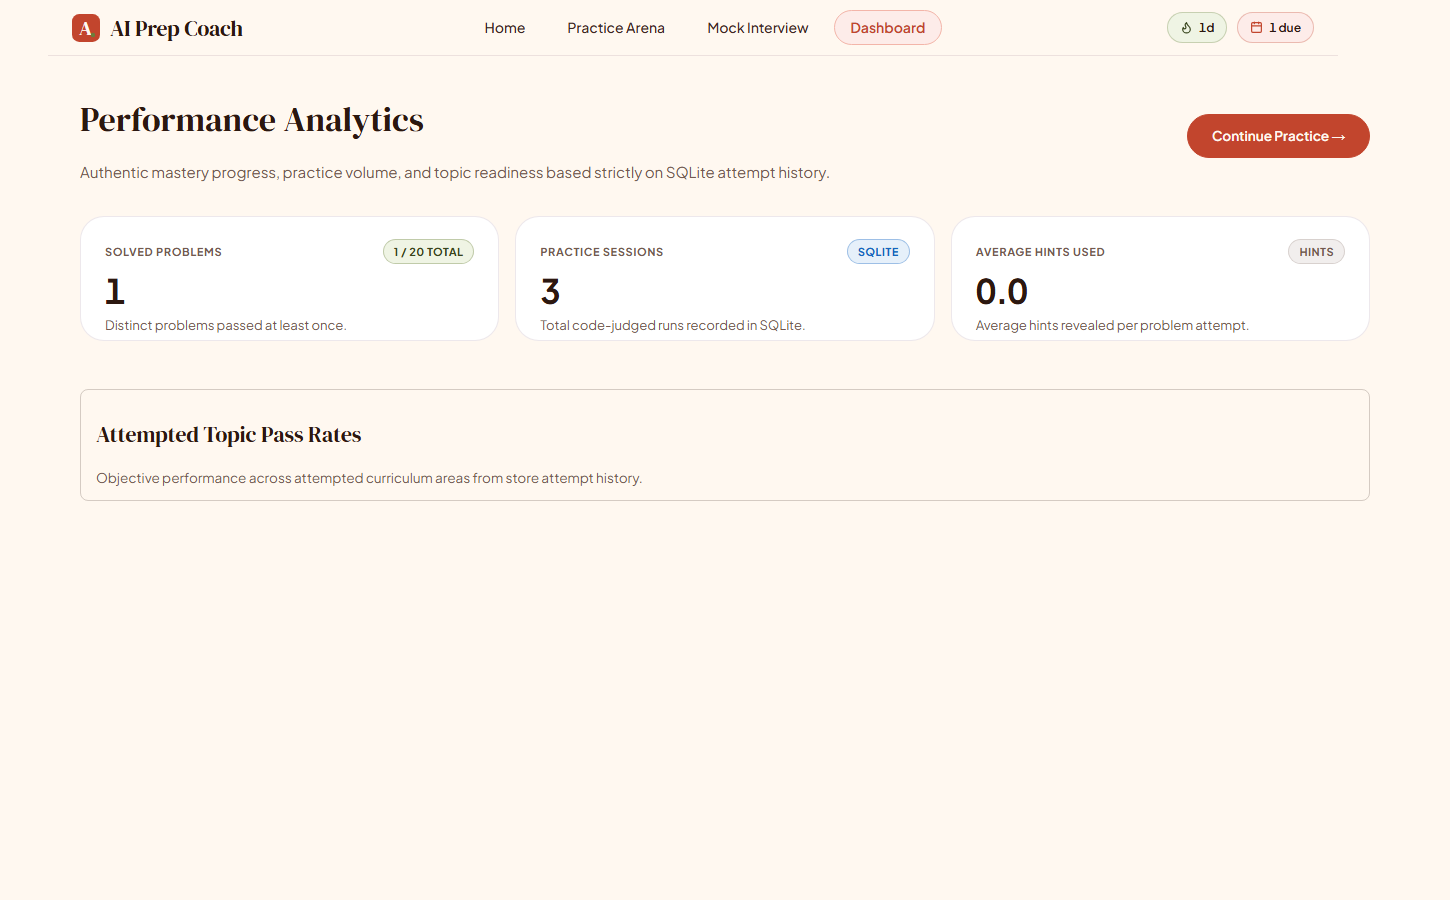 A AI Prep Coach
Home
Practice Arena
Mock Interview
Dashboard
1d
1 due
Performance Analytics
Continue Practice →
Authentic mastery progress, practice volume, and topic readiness based strictly on SQLite attempt history.
SOLVED PROBLEMS
1 / 20 TOTAL
1
Distinct problems passed at least once.
PRACTICE SESSIONS
SQLITE
3
Total code-judged runs recorded in SQLite.
AVERAGE HINTS USED
HINTS
0.0
Average hints revealed per problem attempt.
Attempted Topic Pass Rates
Objective performance across attempted curriculum areas from store attempt history.